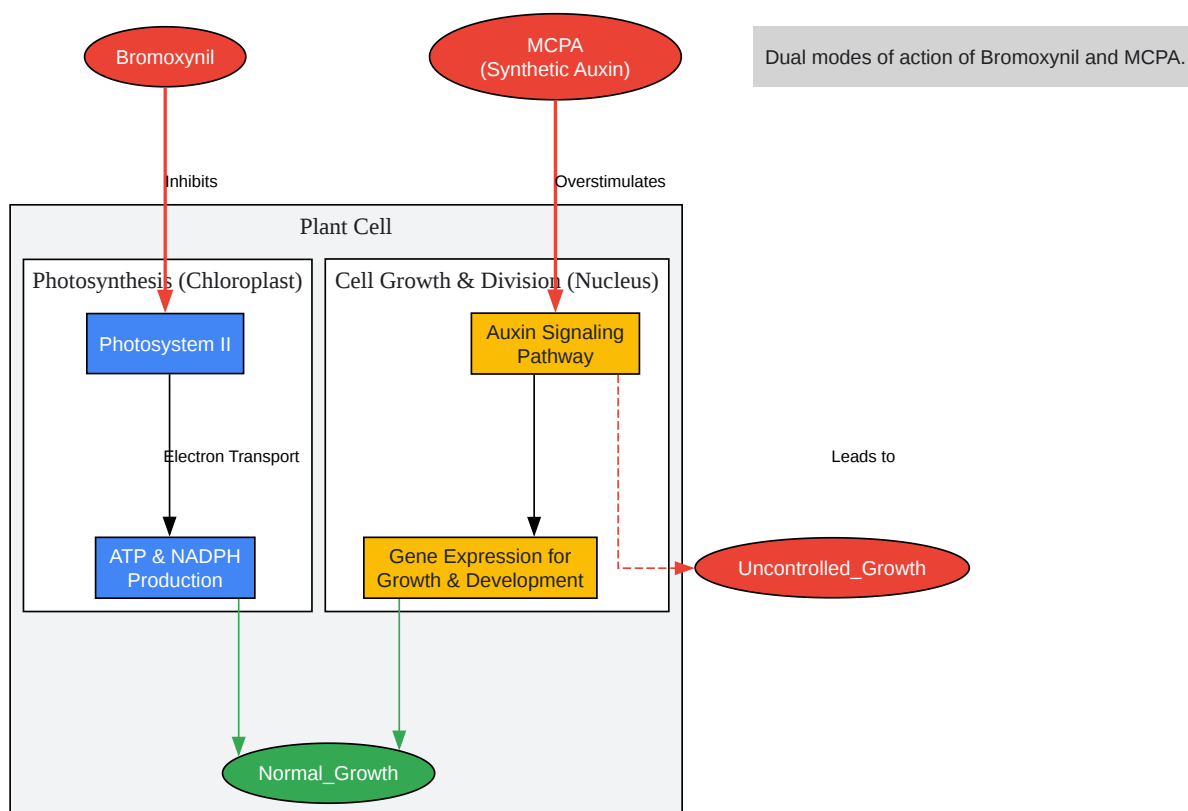 Bromoxynil
MCPA
(Synthetic Auxin)
Dual modes of action of Bromoxynil and MCPA.
Inhibits
Overstimulates
Plant Cell
Photosynthesis (Chloroplast)
Cell Growth & Division (Nucleus)
Photosystem II
Auxin Signaling
Pathway
Electron Transport
Leads to
ATP & NADPH
Production
Gene Expression for
Growth & Development
Uncontrolled_Growth
Normal_Growth